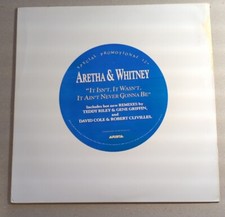 Special Promotional 12"
ARETHA & WHITNEY
"IT ISN'T, IT WASN'T,
IT AIN'T NEVER GONNA BE"
Includes hot new REMIXES by
TEDDY RILEY & GENE GRIFFIN,
and
DAVID COLE & ROBERT CLIVILLES.
ARISTA